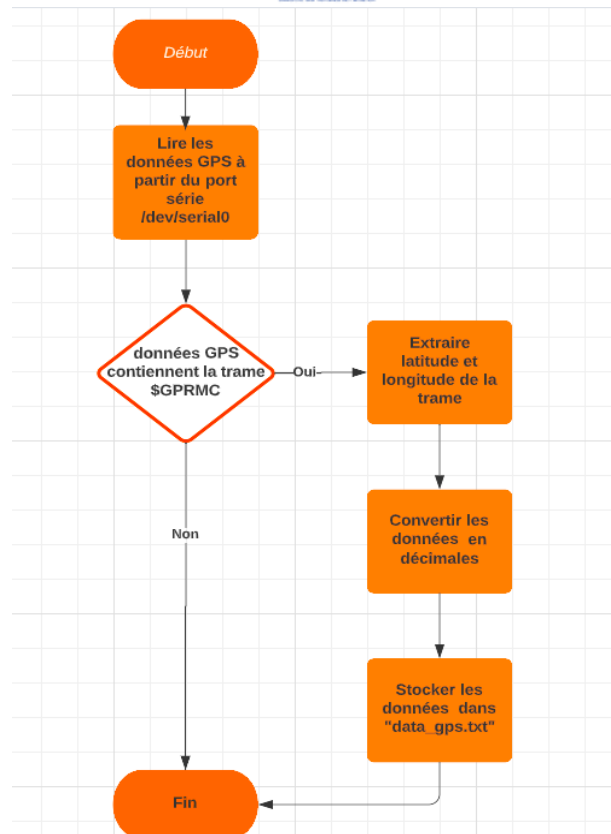 Début
Lire les
données GPS à
partir du port
série
/dev/serial0
données GPS
contiennent la trame
$GPRMC
Oui
Extraire
latitude et
longitude de la
trame
Convertir les
données en
décimales
Non
Stocker les
données dans
"data_gps.txt"
Fin